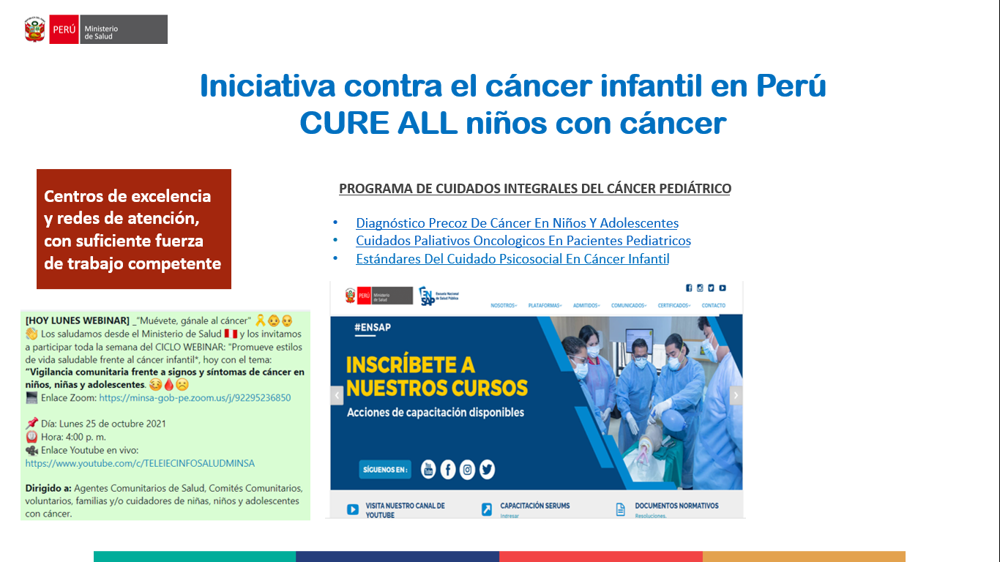 PERÚ
Ministerio
de Salud
Iniciativa contra el cáncer infantil en Perú
CURE ALL niños con cáncer
Centros de excelencia
y redes de atención,
con suficiente fuerza
de trabajo competente
[HOY LUNES WEBINAR] _"Muévete, gánale al cáncer" 🎗️👩‍🦲👨‍🦲
👋 Los saludamos desde el Ministerio de Salud 🇵🇪 y los invitamos
a participar toda la semana del CICLO WEBINAR: "Promueve estilos
de vida saludable frente al cáncer infantil*, hoy con el tema:
"Vigilancia comunitaria frente a signos y síntomas de cáncer en
niños, niñas y adolescentes. 🤒🩸☹️
Enlace Zoom: https://minsa-gob-pe.zoom.us/j/92295236850
📌 Día: Lunes 25 de octubre 2021
Hora: 4:00 p. m.
🎥 Enlace Youtube en vivo:
https://www.youtube.com/c/TELEIECINFOSALUDMINSA
Dirigido a: Agentes Comunitarios de Salud, Comités Comunitarios,
voluntarios, familias y/o cuidadores de niñas, niños y adolescentes
con cáncer.
PROGRAMA DE CUIDADOS INTEGRALES DEL CÁNCER PEDIÁTRICO
• Diagnóstico Precoz De Cáncer En Niños Y Adolescentes
• Cuidados Paliativos Oncologicos En Pacientes Pediatricos
• Estándares Del Cuidado Psicosocial En Cáncer Infantil
PERÚ
Ministerio
de Salud
ENSAP
Escuela Nacional
de Salud Pública
NOSOTROS PLATAFORMAS ADMITIDOS COMUNICADOS CERTIFICADOS CONTACTO
#ENSAP
INSCRÍBETE A
NUESTROS CURSOS
Acciones de capacitación disponibles
SÍGUENOS EN :
VISITA NUESTRO CANAL DE
YOUTUBE
CAPACITACIÓN SERUMS
Ingresar
DOCUMENTOS NORMATIVOS
Resoluciones,